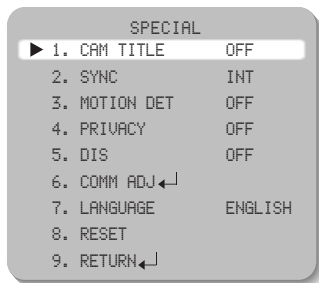 SPECIAL
▶ 1. CAM TITLE OFF
2. SYNC INT
3. MOTION DET OFF
4. PRIVACY OFF
5. DIS OFF
6. COMM ADJ↵
7. LANGUAGE ENGLISH
8. RESET
9. RETURN↵